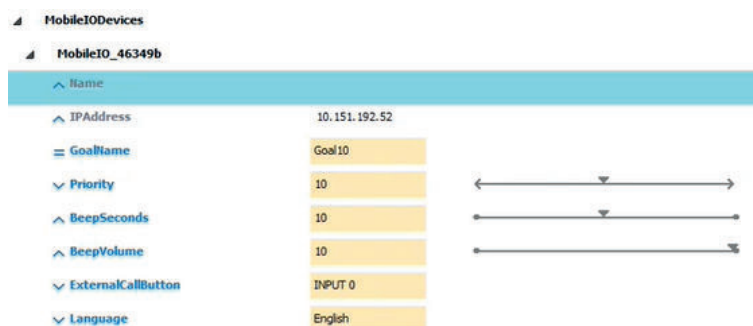 MobileIODevices
MobileIO_46349b
Name
IPAddress 10.151.192.52
GoalName Goal10
Priority 10
BeepSeconds 10
BeepVolume 10
ExternalCallButton INPUT 0
Language English